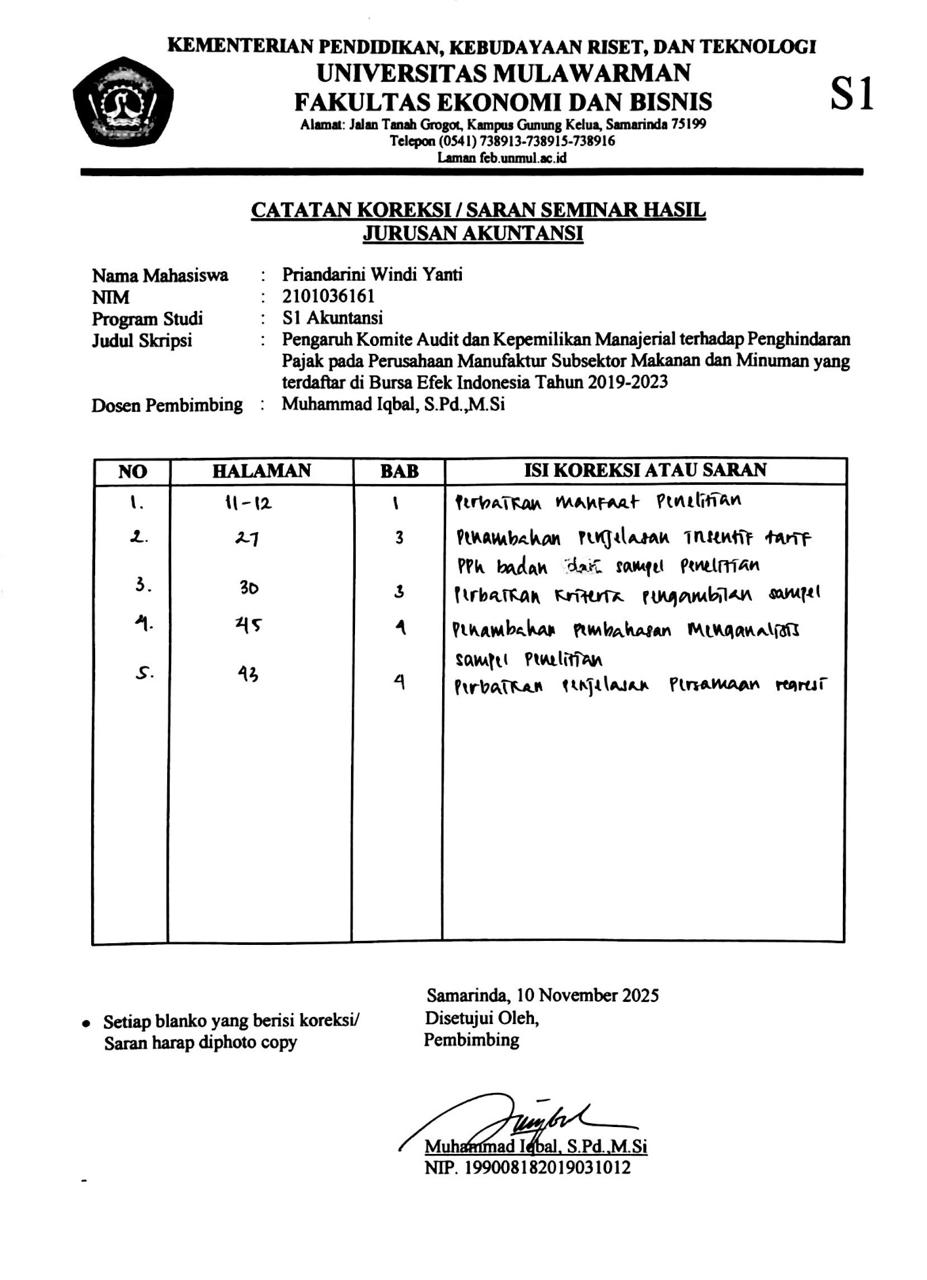 KEMENTERIAN PENDIDIKAN, KEBUDAYAAN RISET, DAN TEKNOLOGI
UNIVERSITAS MULAWARMAN
FAKULTAS EKONOMI DAN BISNIS
S1
Alamat: Jalan Tanah Grogot, Kampus Gunung Kelua, Samarinda 75199
Telepon (0541) 738913-738915-738916
Laman feb.unmul.ac.id
CATATAN KOREKSI / SARAN SEMINAR HASIL
JURUSAN AKUNTANSI
Nama Mahasiswa : Priandarini Windi Yanti
NIM : 2101036161
Program Studi : S1 Akuntansi
Judul Skripsi : Pengaruh Komite Audit dan Kepemilikan Manajerial terhadap Penghindaran
Pajak pada Perusahaan Manufaktur Subsektor Makanan dan Minuman yang
terdaftar di Bursa Efek Indonesia Tahun 2019-2023
Dosen Pembimbing : Muhammad Iqbal, S.Pd.,M.Si
NO HALAMAN BAB ISI KOREKSI ATAU SARAN
1. 11-12 1 Perbaikan manfaat penelitian
2. 27 3 Penambahan penjelasan insentif tarif
PPh badan dari sampel penelitian
3. 30 3 Perbaikan kriteria pengambilan sampel
4. 45 4 Penambahan pembahasan menganalisis
sampel penelitian
5. 43 4 Perbaikan penjelasan persamaan regresi
Samarinda, 10 November 2025
• Setiap blanko yang berisi koreksi/ Disetujui Oleh,
Saran harap diphoto copy Pembimbing
Muhammad Iqbal, S.Pd.,M.Si
NIP. 199008182019031012